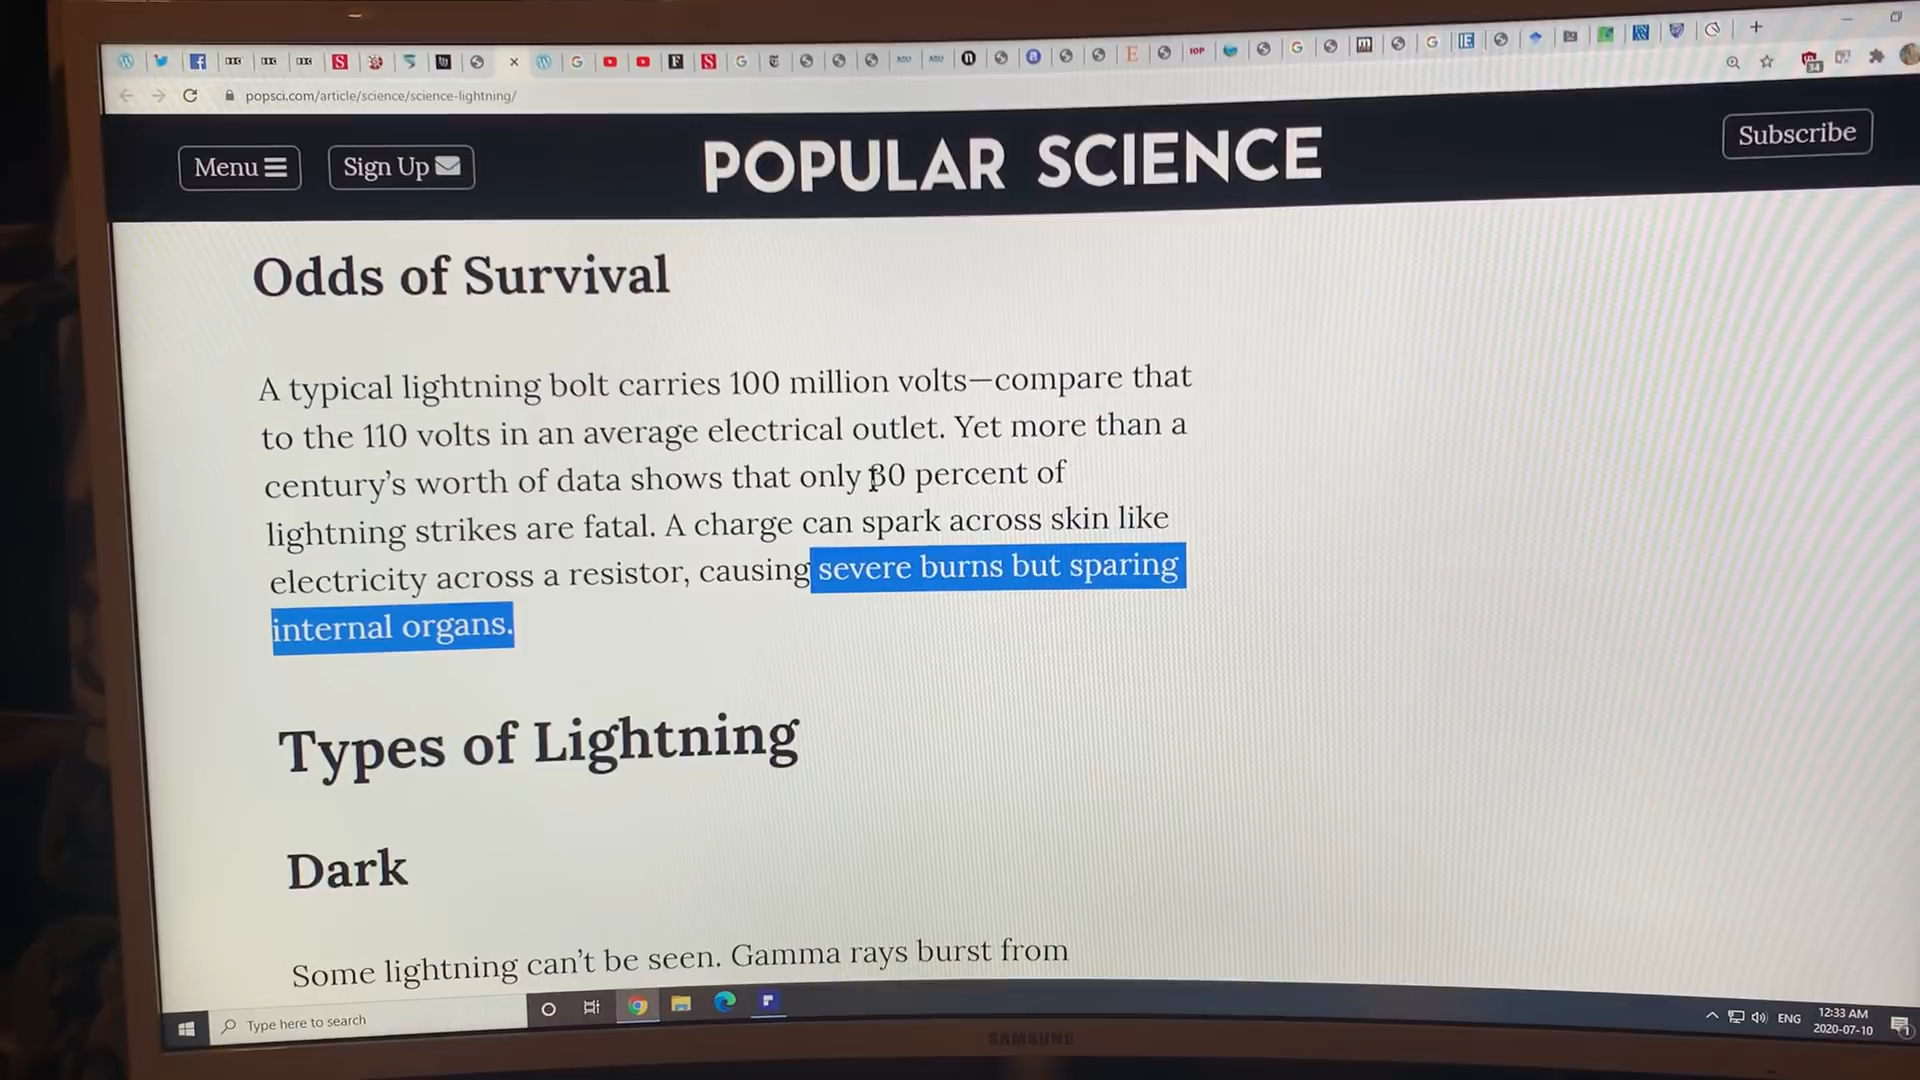 popsci.com/article/science/science-lightning/
Menu
Sign Up
POPULAR SCIENCE
Subscribe
Odds of Survival
A typical lightning bolt carries 100 million volts—compare that
to the 110 volts in an average electrical outlet. Yet more than a
century's worth of data shows that only 30 percent of
lightning strikes are fatal. A charge can spark across skin like
electricity across a resistor, causing severe burns but sparing
internal organs.
Types of Lightning
Dark
Some lightning can't be seen. Gamma rays burst from
Type here to search
ENG
12:33 AM
2020-07-10
SAMSUNG